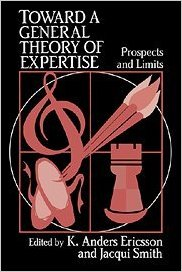 TOWARD A
GENERAL THEORY OF
EXPERTISE
Prospects
and Limits
Edited by K. Anders Ericsson
and Jacqui Smith